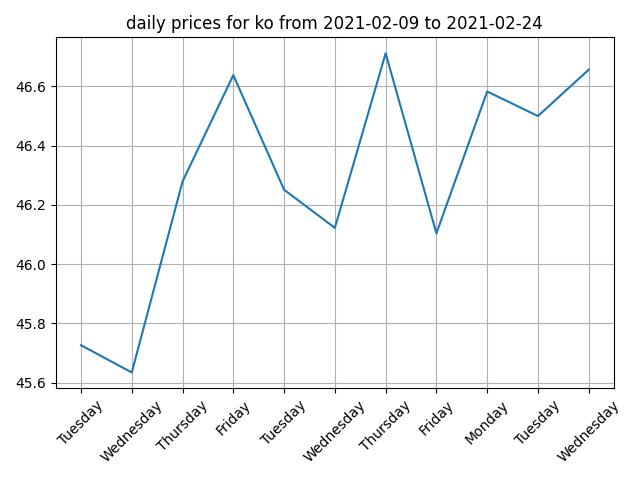 daily prices for ko from 2021-02-09 to 2021-02-24
46.6
46.4
46.2
46.0
45.8
45.6
Tuesday
Wednesday
Thursday
Friday
Tuesday
Wednesday
Thursday
Friday
Monday
Tuesday
Wednesday